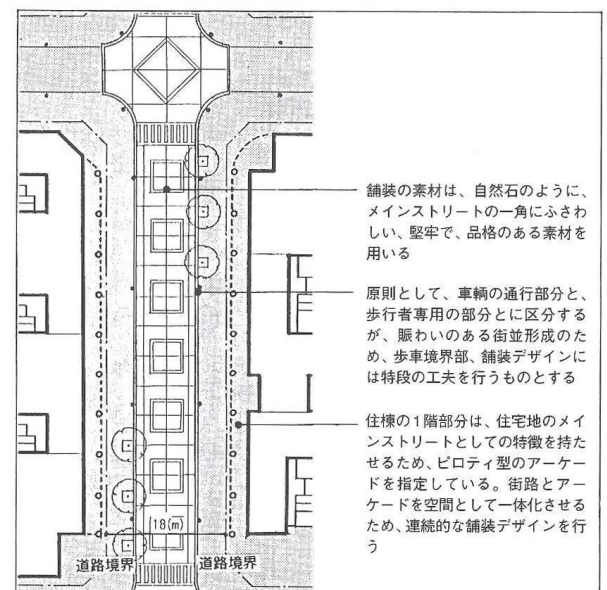 舗装の素材は、自然石のように、
メインストリートの一角にふさわ
しい、堅牢で、品格のある素材を
用いる
原則として、車輌の通行部分と、
歩行者専用の部分とに区分する
が、賑わいのある街並形成のた
め、歩車境界部、舗装デザインに
は特段の工夫を行うものとする
住棟の1階部分は、住宅地のメイ
ンストリートとしての特徴を持た
せるため、ピロティ型のアーケー
ドを指定している。街路とアー
ケードを空間として一体化させる
ため、連続的な舗装デザインを行
う
18(m)
道路境界
道路境界